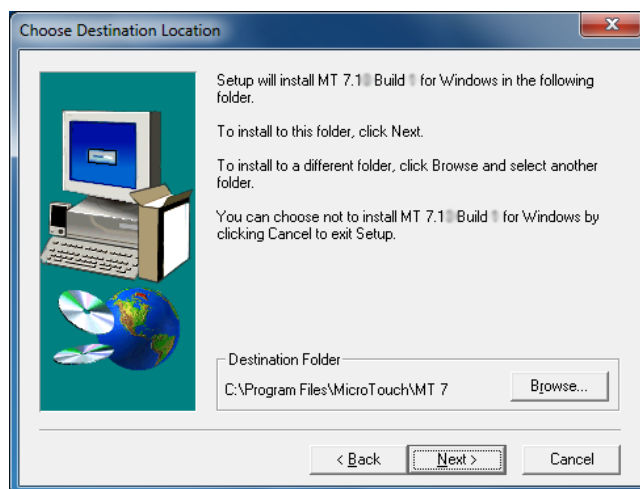 Choose Destination Location
Setup will install MT 7.1 Build for Windows in the following
folder.
To install to this folder, click Next.
To install to a different folder, click Browse and select another
folder.
You can choose not to install MT 7.1 Build for Windows by
clicking Cancel to exit Setup.
Destination Folder
C:\Program Files\MicroTouch\MT 7
Browse...
< Back
Next >
Cancel